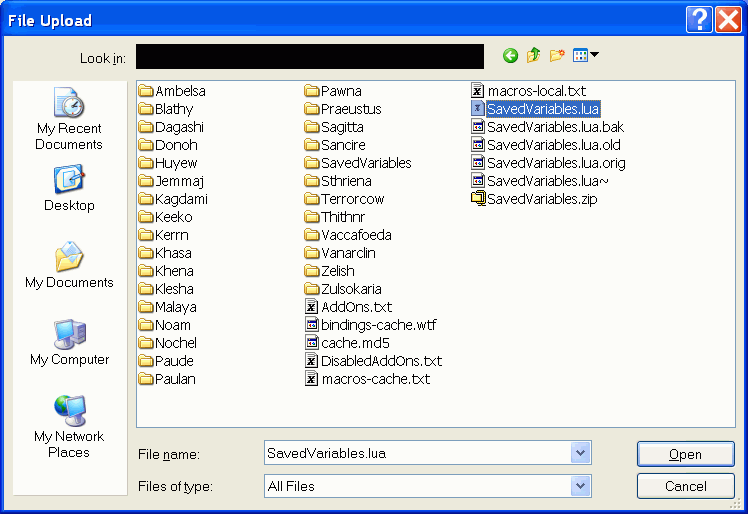 File Upload
Look in:
My Recent
Documents
Desktop
My Documents
My Computer
My Network
Places
Ambelsa
Blathy
Dagashi
Donoh
Huyew
Jemmaj
Kagdami
Keeko
Kerrn
Khasa
Khena
Klesha
Malaya
Noam
Nochel
Paude
Paulan
Pawna
Praeustus
Sagitta
Sancire
SavedVariables
Sthriena
Terrorcow
Thithnr
Vaccafoeda
Vanarclin
Zelish
Zulsokaria
AddOns.txt
bindings-cache.wtf
cache.md5
DisabledAddOns.txt
macros-cache.txt
macros-local.txt
SavedVariables.lua
SavedVariables.lua.bak
SavedVariables.lua.old
SavedVariables.lua.orig
SavedVariables.lua~
SavedVariables.zip
File name:
SavedVariables.lua
Open
Files of type:
All Files
Cancel